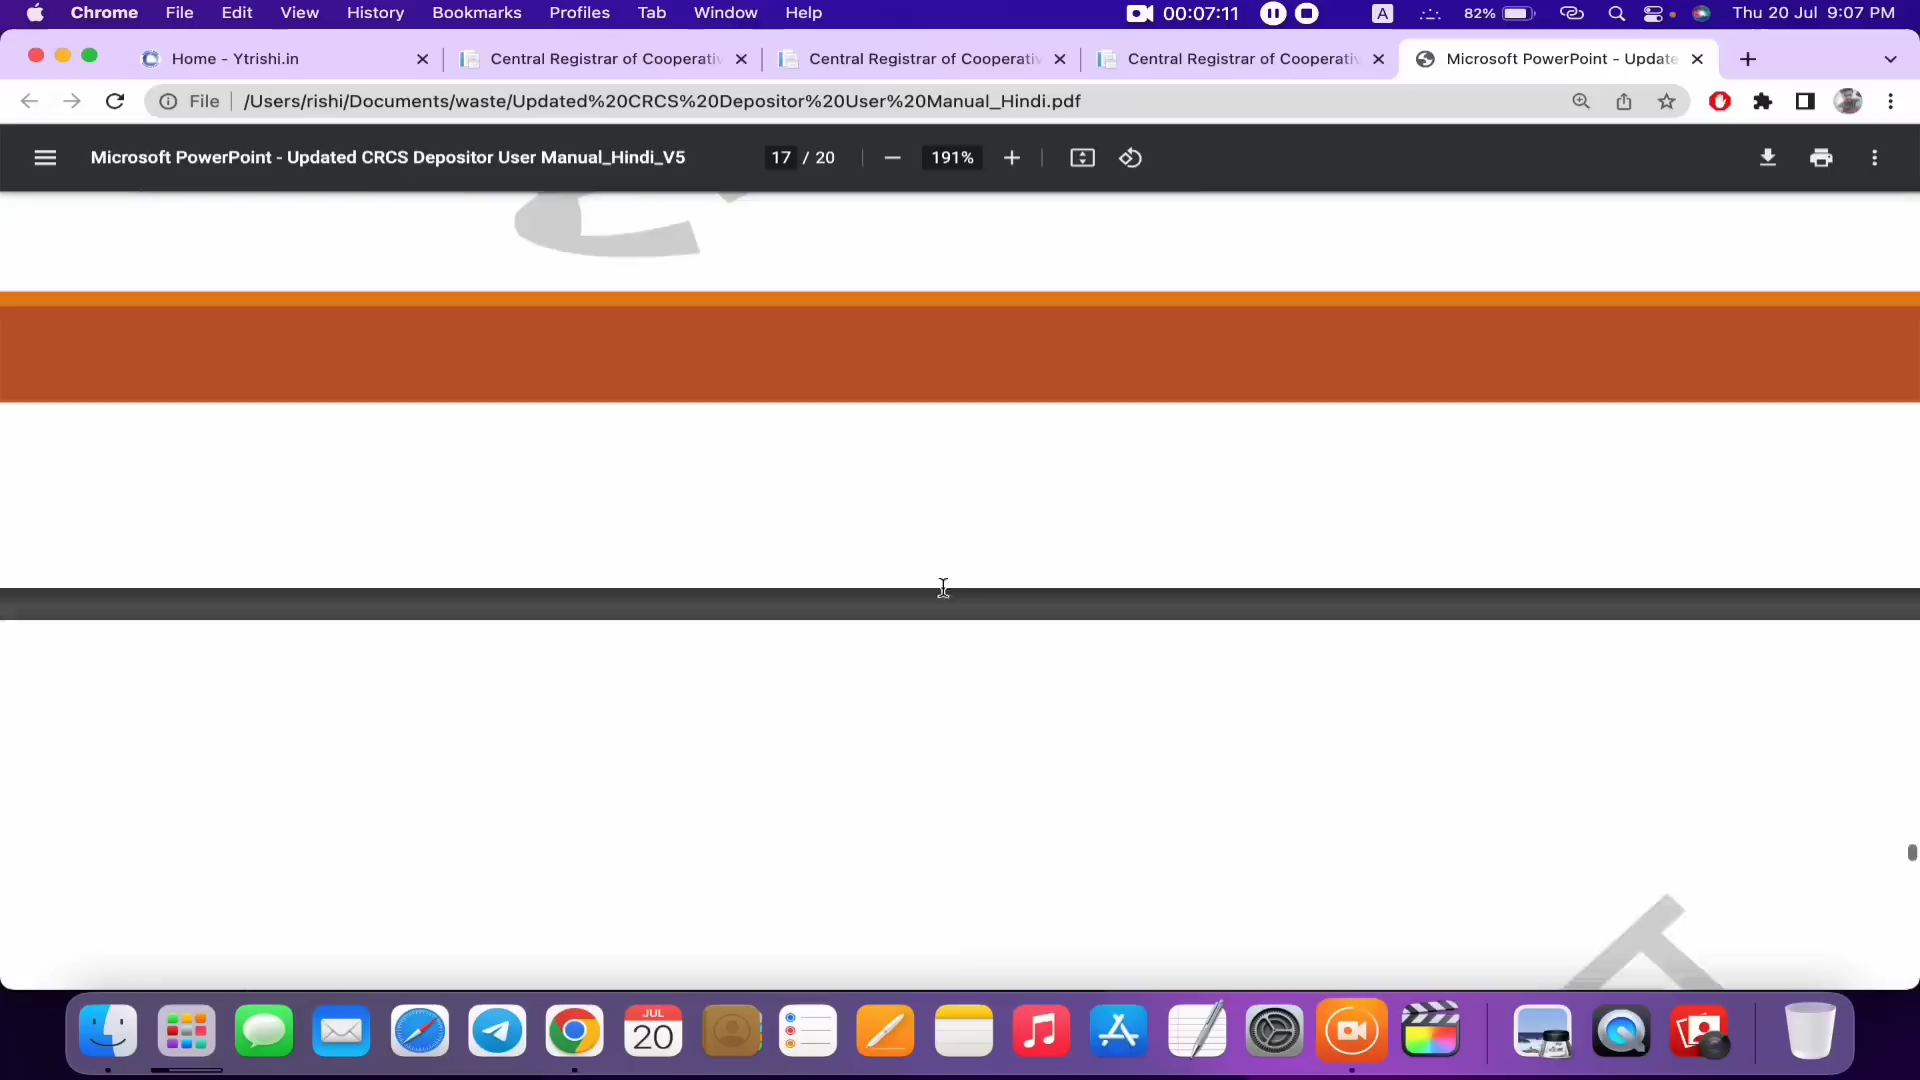 Chrome File Edit View History Bookmarks Profiles Tab Window Help 00:07:11 A 82% Thu 20 Jul 9:07 PM
Home - Ytrishi.in Central Registrar of Cooperativ Central Registrar of Cooperativ Central Registrar of Cooperativ Microsoft PowerPoint - Update
File /Users/rishi/Documents/waste/Updated%20CRCS%20Depositor%20User%20Manual_Hindi.pdf
Microsoft PowerPoint - Updated CRCS Depositor User Manual_Hindi_V5 17 / 20 191%
JUL
20